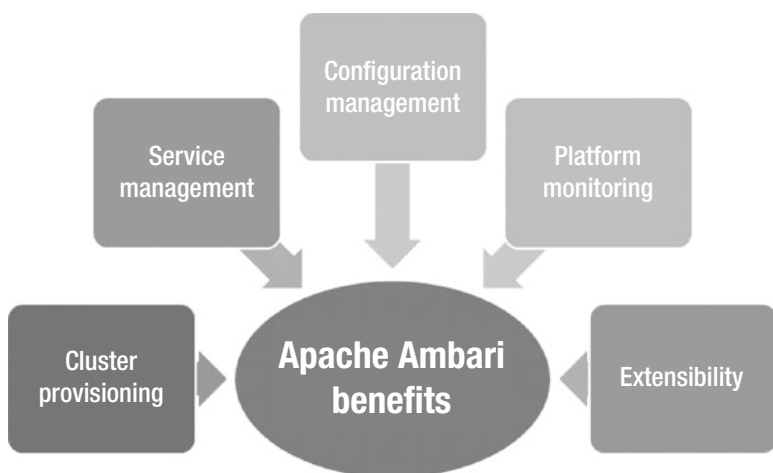 Configuration
management
Service
management
Platform
monitoring
Cluster
provisioning
Apache Ambari
benefits
Extensibility